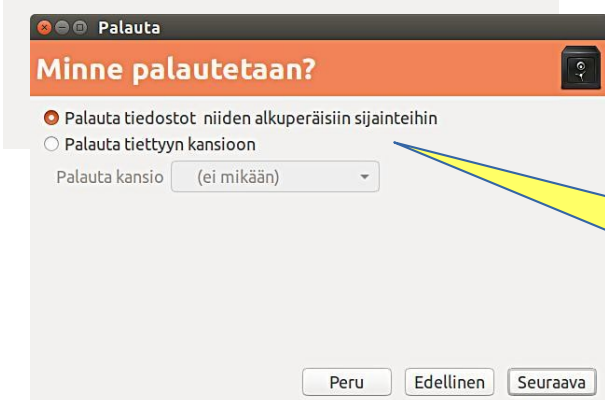 Palauta
Minne palautetaan?
Palauta tiedostot niiden alkuperäisiin sijainteihin
Palauta tiettyyn kansioon
Palauta kansio (ei mikään)
Peru Edellinen Seuraava